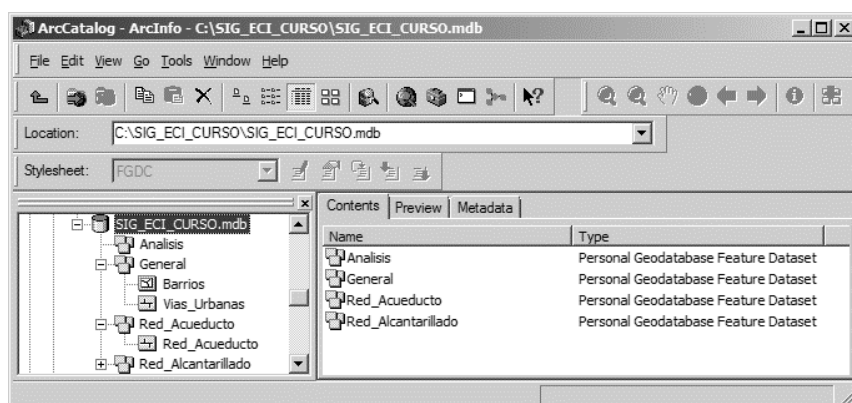 ArcCatalog - ArcInfo - C:\SIG_ECI_CURSO\SIG_ECI_CURSO.mdb
File Edit View Go Tools Window Help
Location: C:\SIG_ECI_CURSO\SIG_ECI_CURSO.mdb
Stylesheet: FGDC
SIG_ECI_CURSO.mdb
Analisis
General
Barrios
Vias_Urbanas
Red_Acueducto
Red_Acueducto
Red_Alcantarillado
Contents Preview Metadata
Name Type
Analisis Personal Geodatabase Feature Dataset
General Personal Geodatabase Feature Dataset
Red_Acueducto Personal Geodatabase Feature Dataset
Red_Alcantarillado Personal Geodatabase Feature Dataset